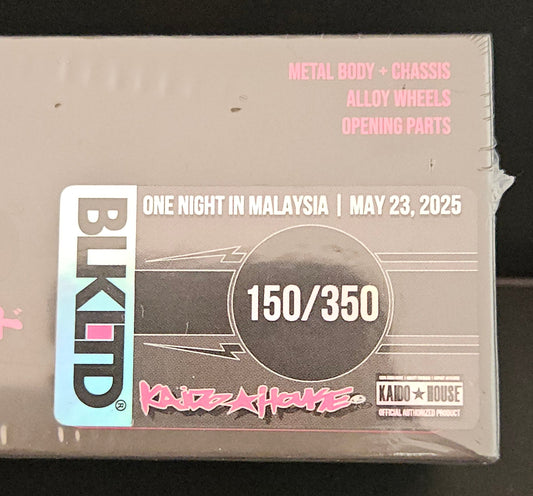 METAL BODY + CHASSIS
ALLOY WHEELS
OPENING PARTS
BLKLTD®
ONE NIGHT IN MALAYSIA | MAY 23, 2025
150/350
KAIDO★HOUSE
KAIDO★HOUSE
OFFICIAL AUTHORIZED PRODUCT